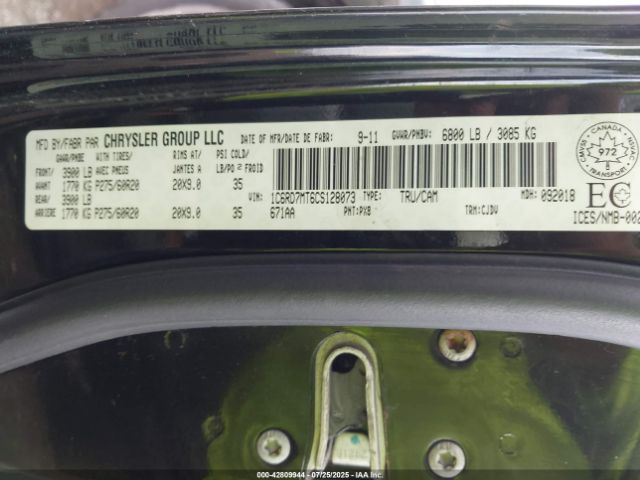 MFD BY/FABR PAR CHRYSLER GROUP LLC DATE OF MFR/DATE DE FABR: 9-11 GVWR/PNBV: 6800 LB / 3085 KG
GAWR/PNBE WITH TIRES/ RIMS AT/ PSI COLD/
FRONT/ 3900 LB AVEC PNEUS JANTES A LB/PO² FROID
AVANT 1770 KG P275/60R20 20X9.0 35
REAR/ 3900 LB
ARRIERE 1770 KG P275/60R20 20X9.0 35
1C6RD7MT6CS128073 TYPE: TRU/CAM MDH: 092018
671AA PNT:PXB TRM:CJDV
CANADA
972
EC
ICES/NMB-002
000-42809944 | 07/25/2025 | IAAI Inc